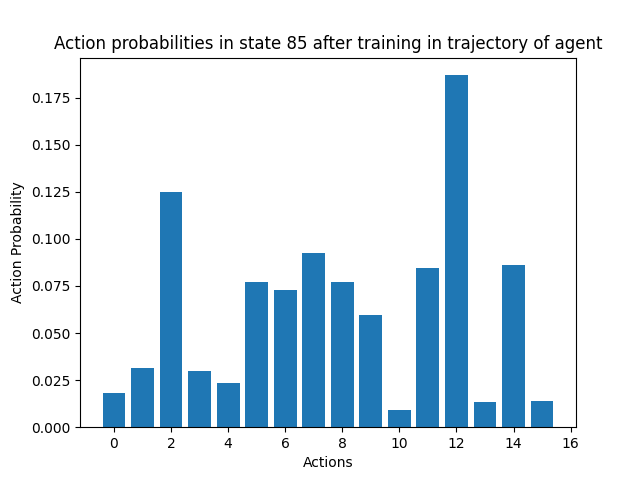 Action probabilities in state 85 after training in trajectory of agent
0.175
0.150
0.125
0.100
0.075
0.050
0.025
0.000
Action Probability
0 2 4 6 8 10 12 14 16
Actions